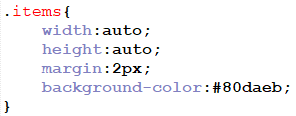 .items{
    width:auto;
    height:auto;
    margin:2px;
    background-color:#80daeb;
}